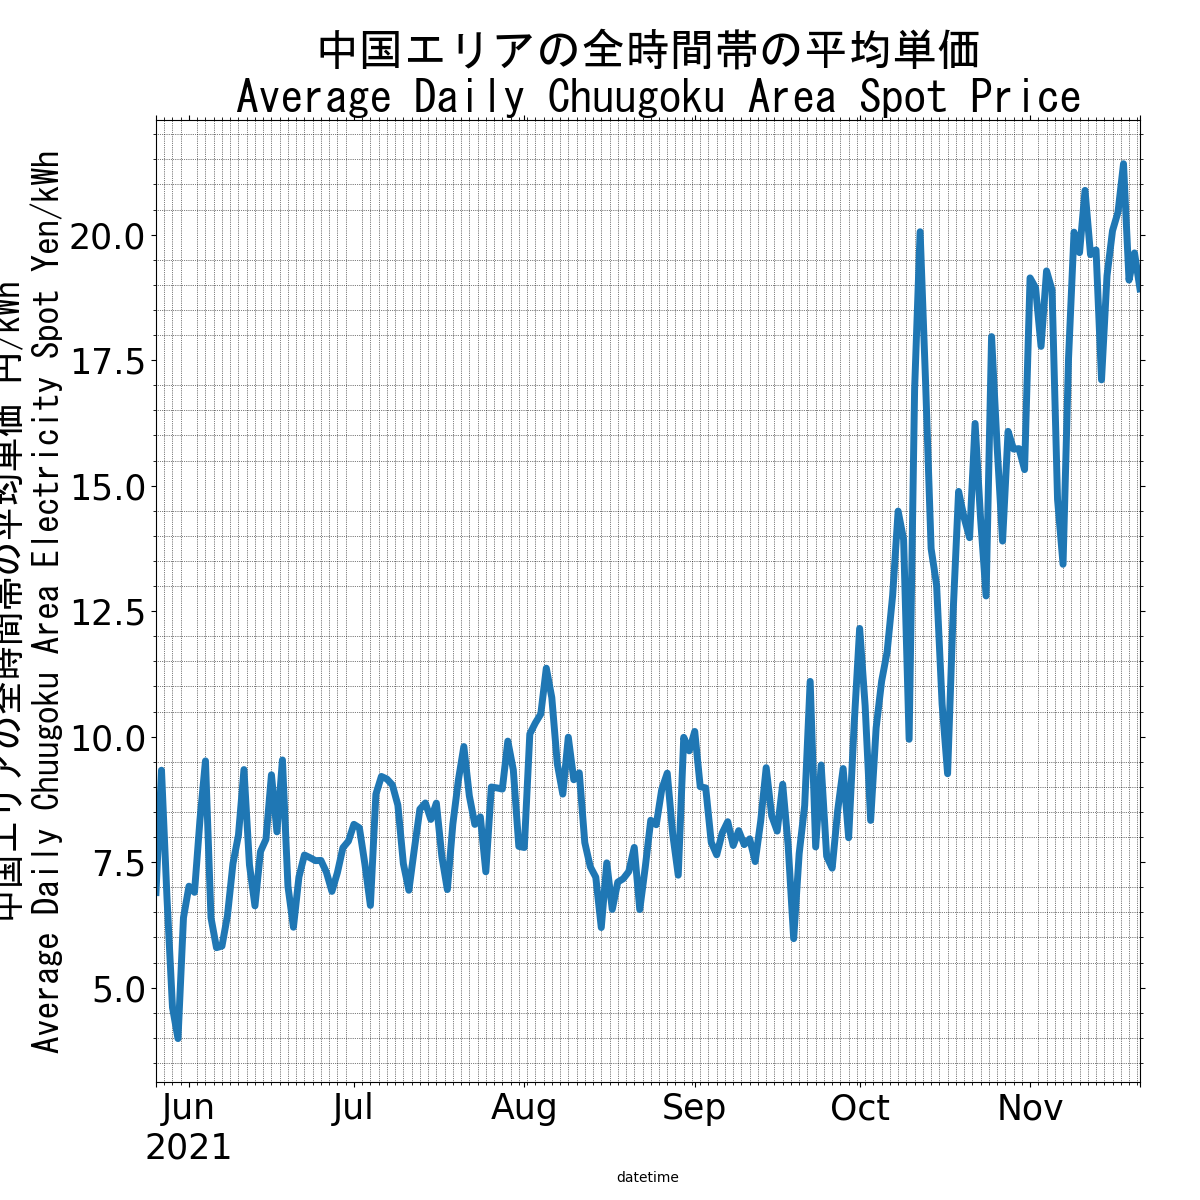 中国エリアの全時間帯の平均単価
Average Daily Chuugoku Area Spot Price
中国エリアの全時間帯の平均単価 円/kWh
Average Daily Chuugoku Area Electricity Spot Yen/kWh
20.0
17.5
15.0
12.5
10.0
7.5
5.0
Jun Jul Aug Sep Oct Nov
2021
datetime